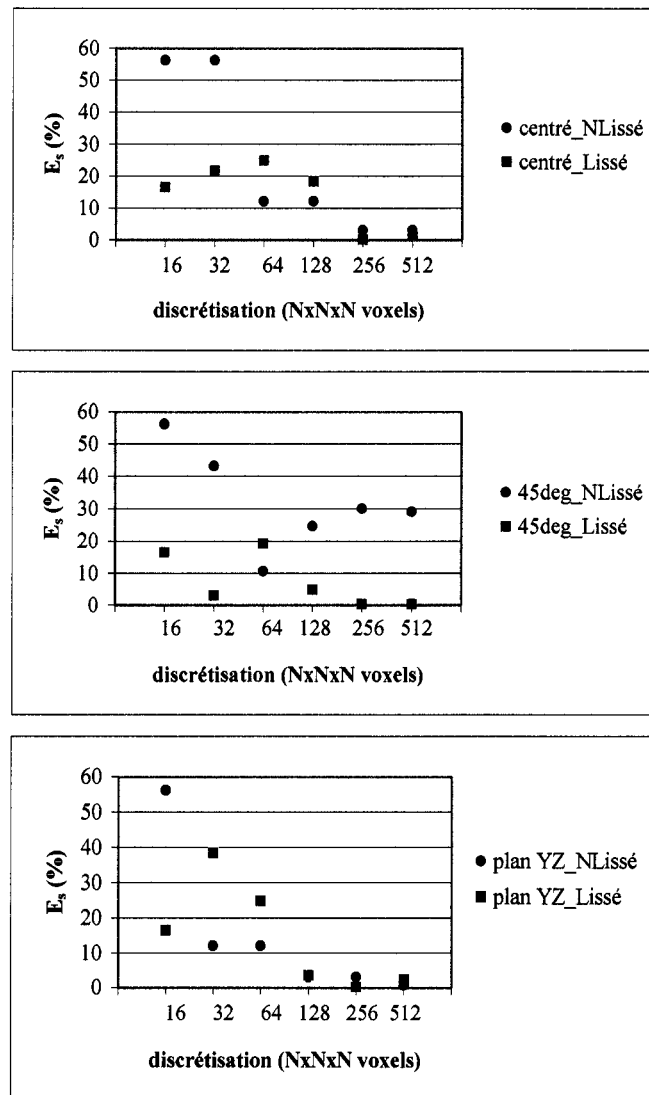 60
50
40
30
20
10
0
E_s (%)
16 32 64 128 256 512
discrétisation (NxNxN voxels)
centré_NLissé
centré_Lissé
60
50
40
30
20
10
0
E_s (%)
16 32 64 128 256 512
discrétisation (NxNxN voxels)
45deg_NLissé
45deg_Lissé
60
50
40
30
20
10
0
E_s (%)
16 32 64 128 256 512
discrétisation (NxNxN voxels)
plan YZ_NLissé
plan YZ_Lissé